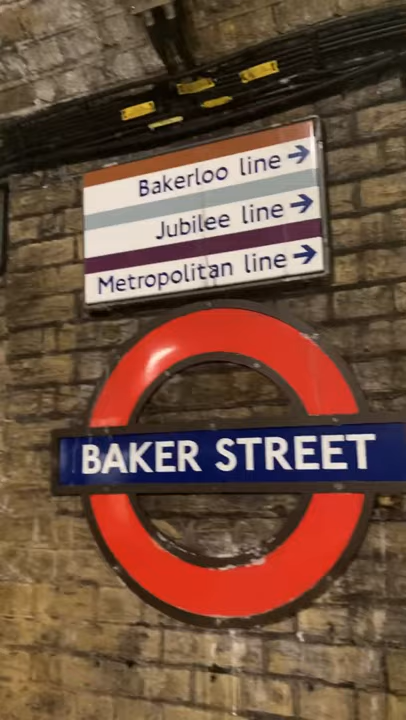 Bakerloo line →
Jubilee line →
Metropolitan line →
BAKER STREET